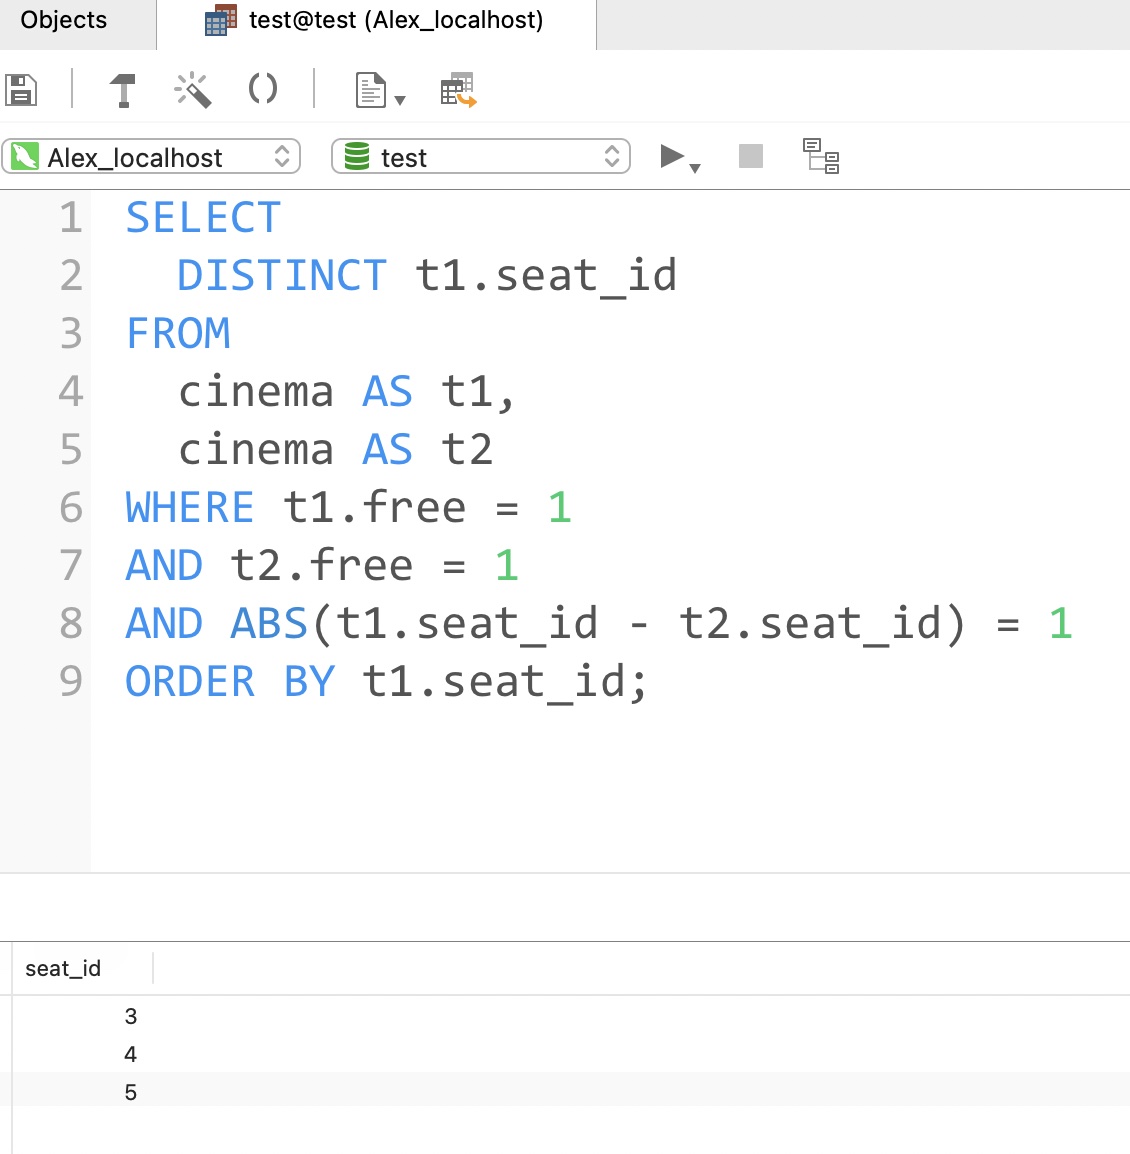 Objects
test@test (Alex_localhost)
Alex_localhost
test
1 SELECT
2   DISTINCT t1.seat_id
3 FROM
4   cinema AS t1,
5   cinema AS t2
6 WHERE t1.free = 1
7 AND t2.free = 1
8 AND ABS(t1.seat_id - t2.seat_id) = 1
9 ORDER BY t1.seat_id;
seat_id
3
4
5